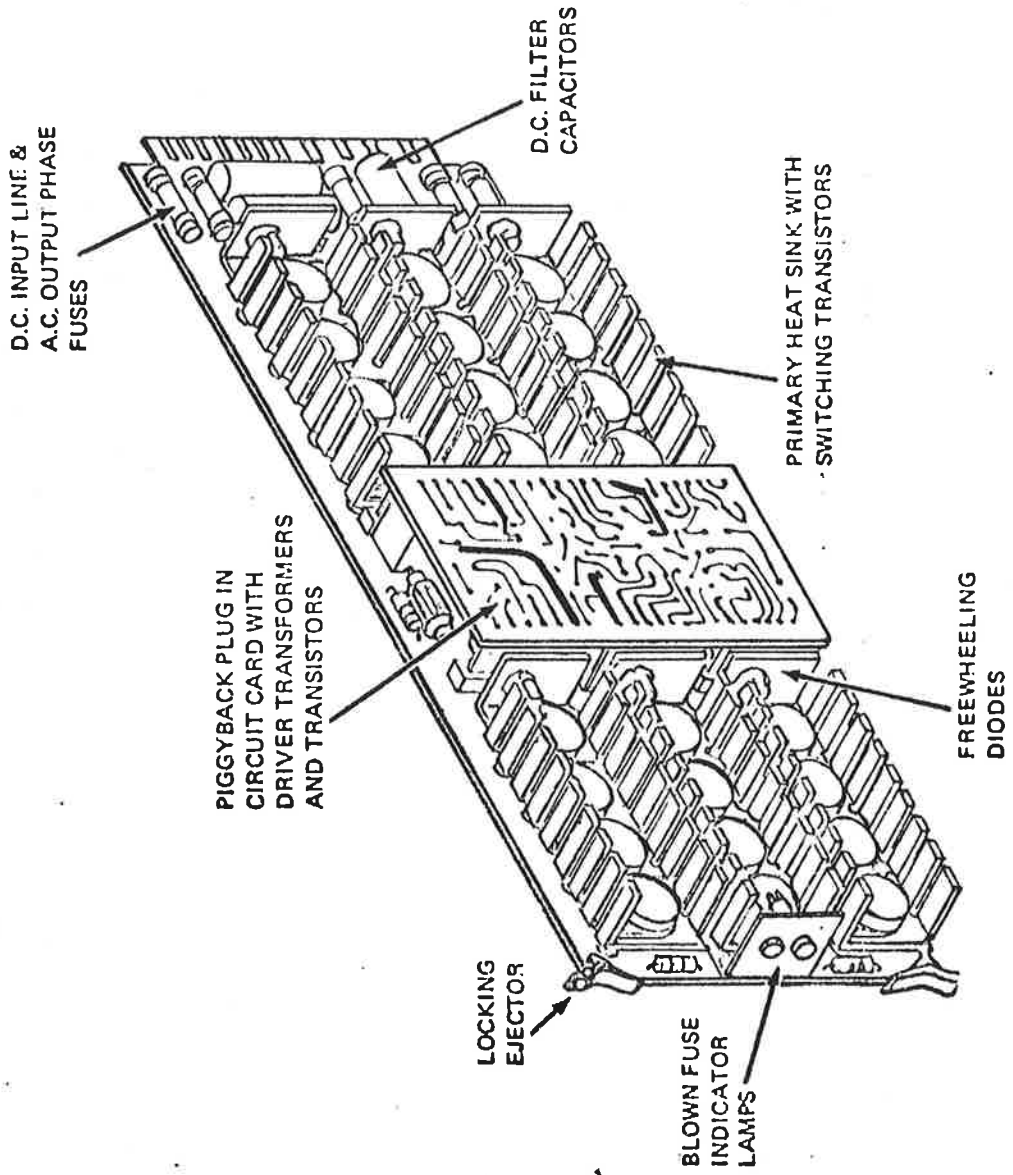 D.C. INPUT LINE &
A.C. OUTPUT PHASE
FUSES
D.C. FILTER
CAPACITORS
PIGGYBACK PLUG IN
CIRCUIT CARD WITH
DRIVER TRANSFORMERS
AND TRANSISTORS
PRIMARY HEAT SINK WITH
SWITCHING TRANSISTORS
LOCKING
EJECTOR
FREEWHEELING
DIODES
BLOWN FUSE
INDICATOR
LAMPS